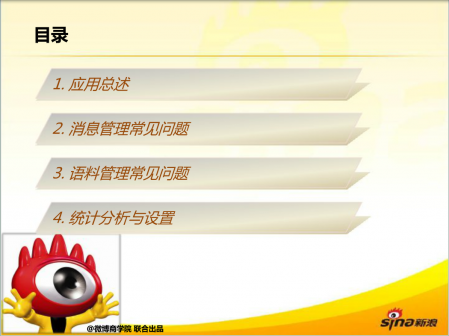 目录
1. 应用总述
2. 消息管理常见问题
3. 语料管理常见问题
4. 统计分析与设置
@微博商学院 联合出品
sina新浪